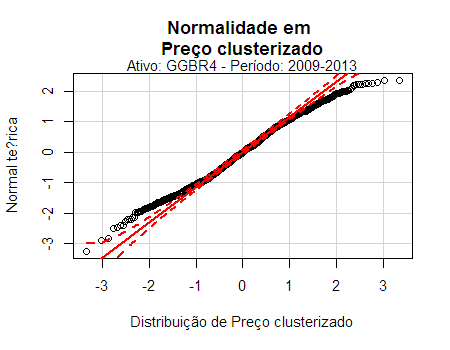 Normalidade em
Preço clusterizado
Ativo: GGBR4 - Período: 2009-2013
Normal te?rica
2
1
0
-1
-2
-3
-3 -2 -1 0 1 2 3
Distribuição de Preço clusterizado